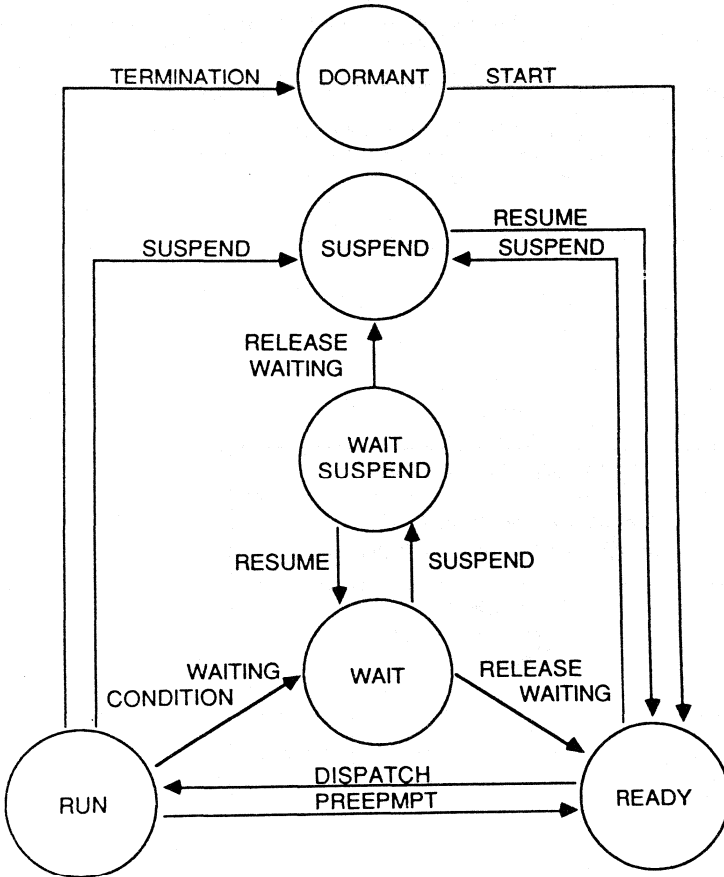 TERMINATION
DORMANT
START
RESUME
SUSPEND
SUSPEND
SUSPEND
RELEASE
WAITING
WAIT
SUSPEND
RESUME
SUSPEND
WAITING
CONDITION
WAIT
RELEASE
WAITING
DISPATCH
PREEPMPT
RUN
READY